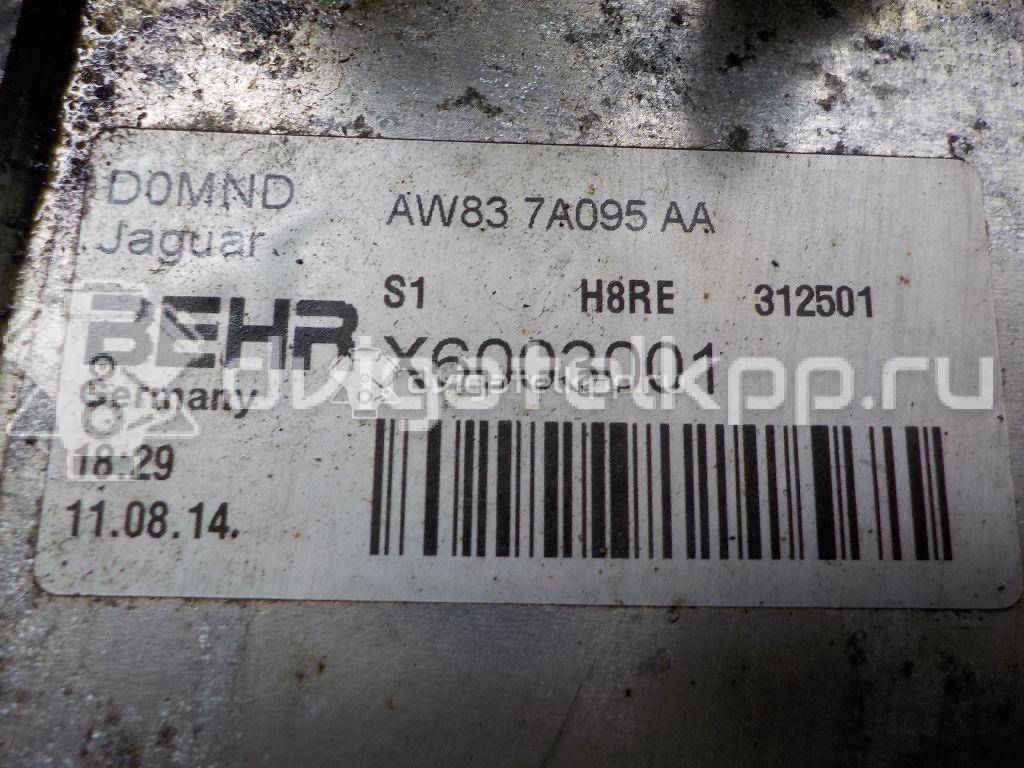 D0MND AW83 7A095 AA
Jaguar
S1 H8RE 312501
BEHR X6003001
Germany
dvigatelkpp.ru
18:29
11.08.14.